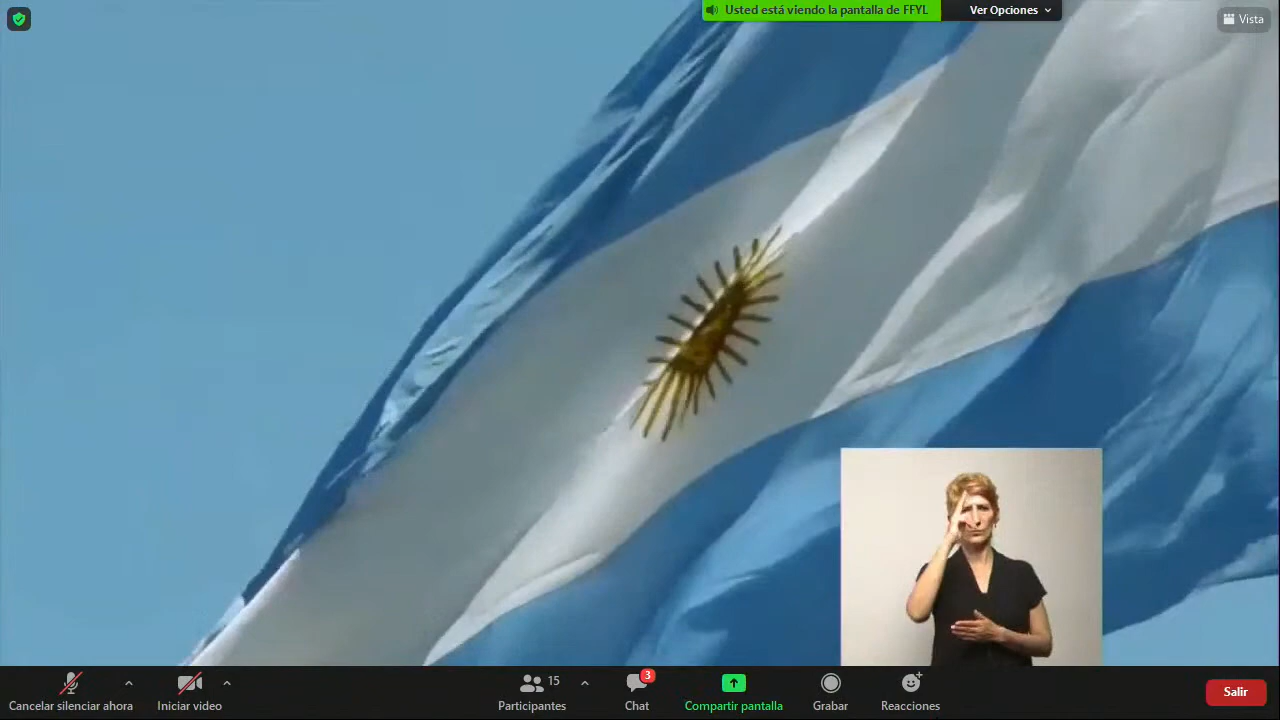 Usted está viendo la pantalla de FFYL
Ver Opciones
Vista
Cancelar silenciar ahora
Iniciar video
15
Participantes
3
Chat
Compartir pantalla
Grabar
Reacciones
Salir